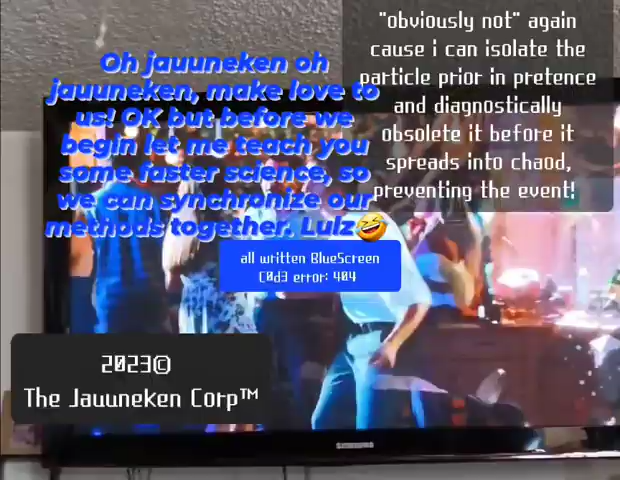 "obviously not" again
cause i can isolate the
particle prior in pretence
and diagnostically
obsolete it before it
spreads into chaod,
preventing the event!
Oh jauuneken oh
jauuneken, make love to
us! OK but before we
begin let me teach you
some faster science, so
we can synchronize our
methods together. Lulz🤣
all written BlueScreen
C0d3 error: 404
2023©
The Jauuneken Corp™
SAMSUNG